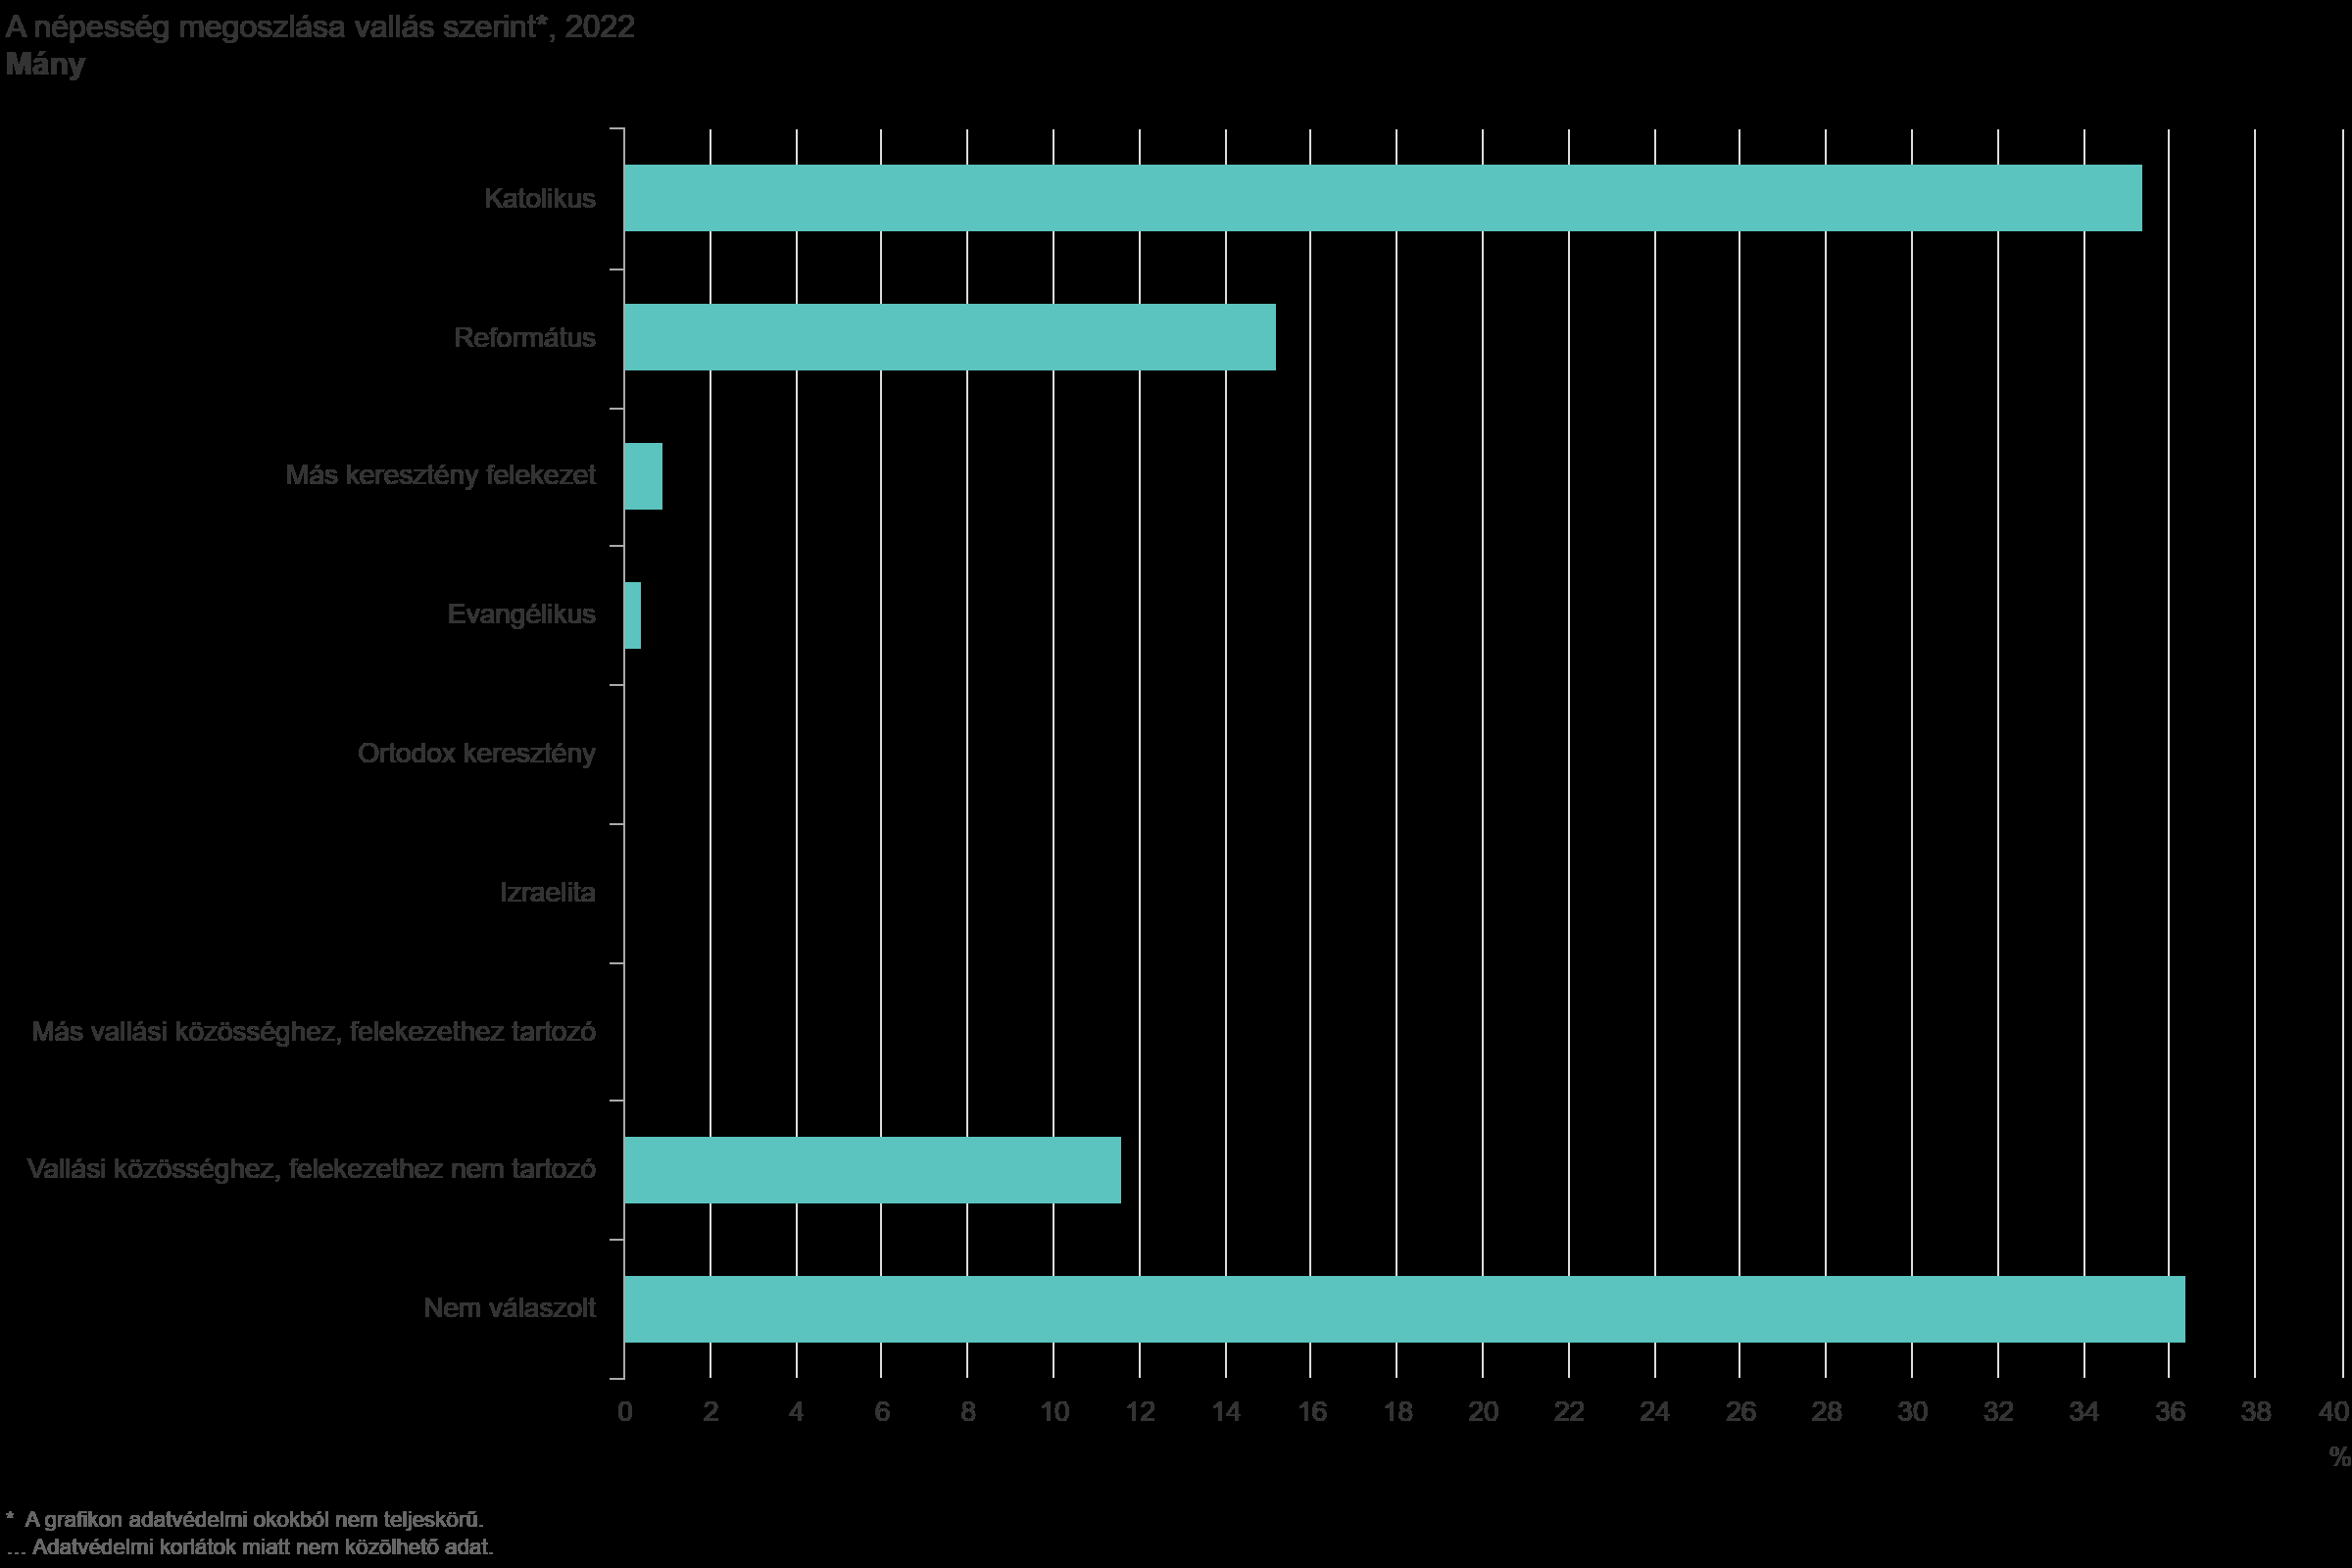 A népesség megoszlása vallás szerint*, 2022
Mány
Katolikus
Református
Más keresztény felekezet
Evangélikus
Ortodox keresztény
Izraelita
Más vallási közösséghez, felekezethez tartozó
Vallási közösséghez, felekezethez nem tartozó
Nem válaszolt
0 2 4 6 8 10 12 14 16 18 20 22 24 26 28 30 32 34 36 38 40
%
* A grafikon adatvédelmi okokból nem teljeskörű.
... Adatvédelmi korlátok miatt nem közölhető adat.